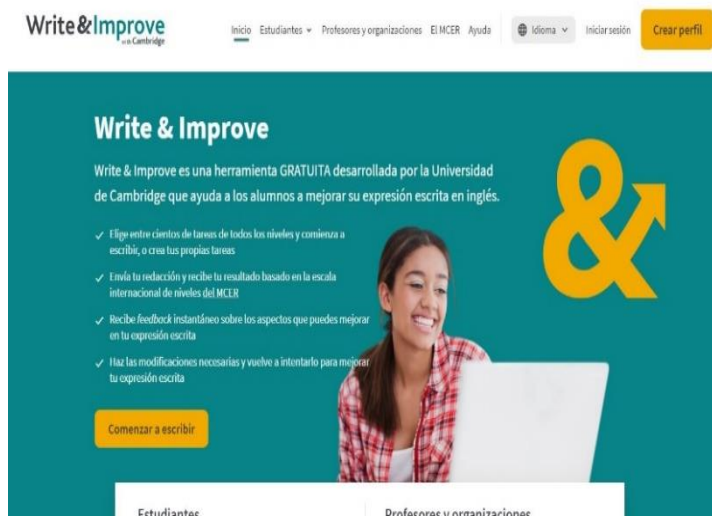 Write&Improve
Cambridge
Inicio Estudiantes Profesores y organizaciones El MCER Ayuda Idioma Iniciar sesión Crear perfil
Write & Improve
Write & Improve es una herramienta GRATUITA desarrollada por la Universidad
de Cambridge que ayuda a los alumnos a mejorar su expresión escrita en inglés.
✓ Elige entre cientos de tareas de todos los niveles y comienza a
escribir, o crea tus propias tareas
✓ Envía tu redacción y recibe tu resultado basado en la escala
internacional de niveles del MCER
✓ Recibe feedback instantáneo sobre los aspectos que puedes mejorar
en tu expresión escrita
✓ Haz las modificaciones necesarias y vuelve a intentarlo para mejorar
tu expresión escrita
&
Comenzar a escribir
Estudiantes Profesores y organizaciones